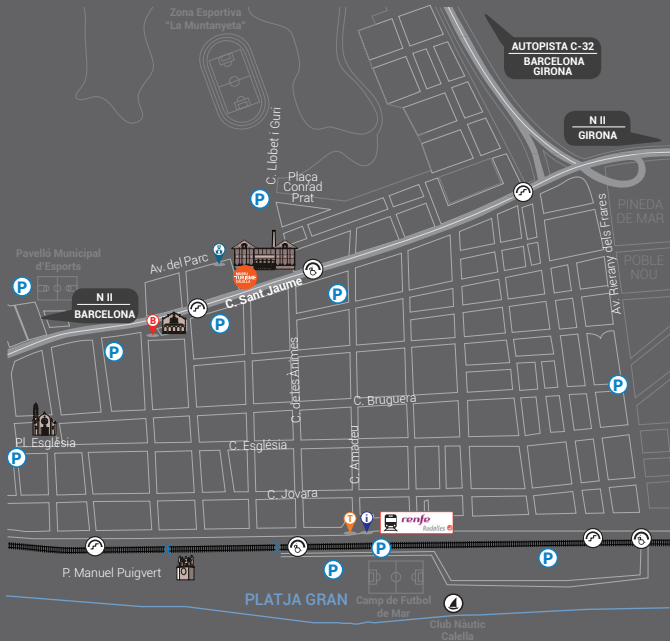 Zona Esportiva
"La Muntanyeta"
AUTOPISTA C-32
BARCELONA
GIRONA
N II
GIRONA
C. Llobet i Guri
Plaça
Conrad
Prat
P
Av. Rierany dels Frares
PINEDA
DE MAR
POBLE
NOU
Pavelló Municipal
d'Esports
Av. del Parc
MUSEU
TURISME
CALELLA
C. Sant Jaume
P
N II
BARCELONA
P
B
P
P
P
C. de les Ànimes
C. Bruguera
Pl. Església
P
C. Església
C. Amadeu
C. Jovara
T
i
renfe
Rodalies
P
P
P
P. Manuel Puigvert
PLATJA GRAN
Camp de Futbol
de Mar
Club Nàutic
Calella